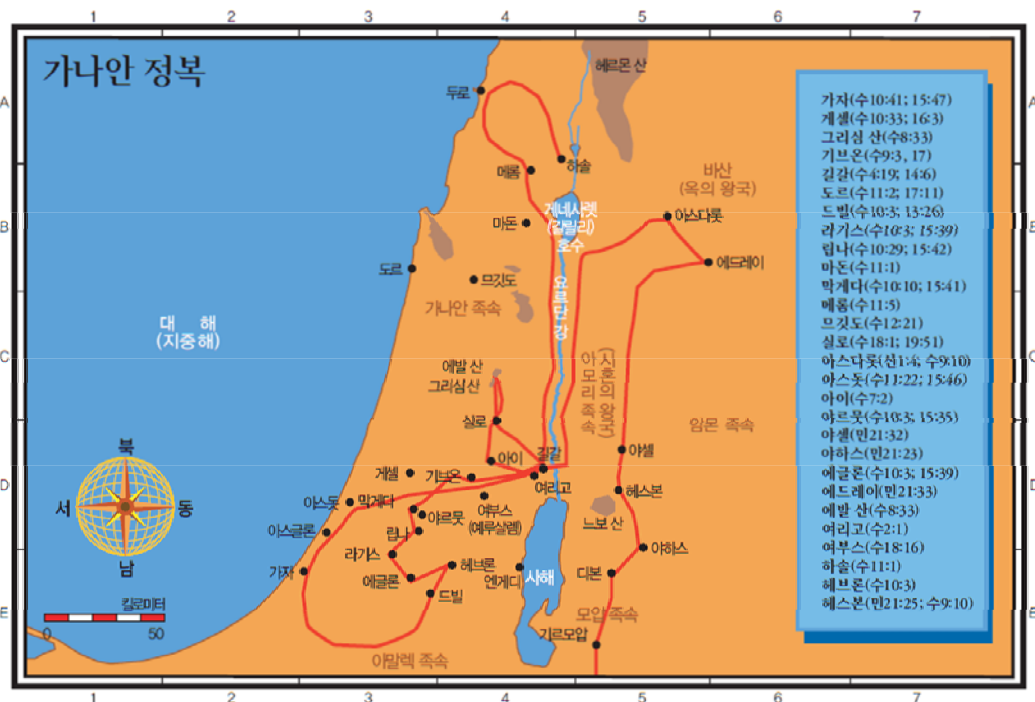 1 2 3 4 5 6 7
가나안 정복
A
B
C
D
E
두로
헤르몬 산
하솔
메롬
바산
(옥의 왕국)
게네사렛
(갈릴리)
호수
마돈
아스다롯
에드레이
도르
므깃도
요르단 강
가나안 족속
대 해
(지중해)
에발 산
그리심 산
아모리 족속
(시혼의 왕국)
실로
암몬 족속
아이
길갈
야셀
게셀
기브온
여리고
헤스본
아스돗
막게다
야르뭇
여부스
(예루살렘)
느보 산
아스글론
립나
야하스
라기스
헤브론
가자
에글론
엔게디
사해
디본
드빌
모압 족속
기르모압
아말렉 족속
북
서
동
남
킬로미터
0 50
가자(수10:41; 15:47)
게셀(수10:33; 16:3)
그리심 산(수8:33)
기브온(수9:3, 17)
길갈(수4:19; 14:6)
도르(수11:2; 17:11)
드빌(수10:3; 13:26)
라기스(수10:3; 15:39)
립나(수10:29; 15:42)
마돈(수11:1)
막게다(수10:10; 15:41)
메롬(수11:5)
므깃도(수12:21)
실로(수18:1; 19:51)
아스다롯(신1:4; 수9:10)
아스돗(수11:22; 15:46)
아이(수7:2)
야르뭇(수10:3; 15:35)
야셀(민21:32)
야하스(민21:23)
에글론(수10:3; 15:39)
에드레이(민21:33)
에발 산(수8:33)
여리고(수2:1)
여부스(수18:16)
하솔(수11:1)
헤브론(수10:3)
헤스본(민21:25; 수9:10)
A
B
C
D
E
1 2 3 4 5 6 7